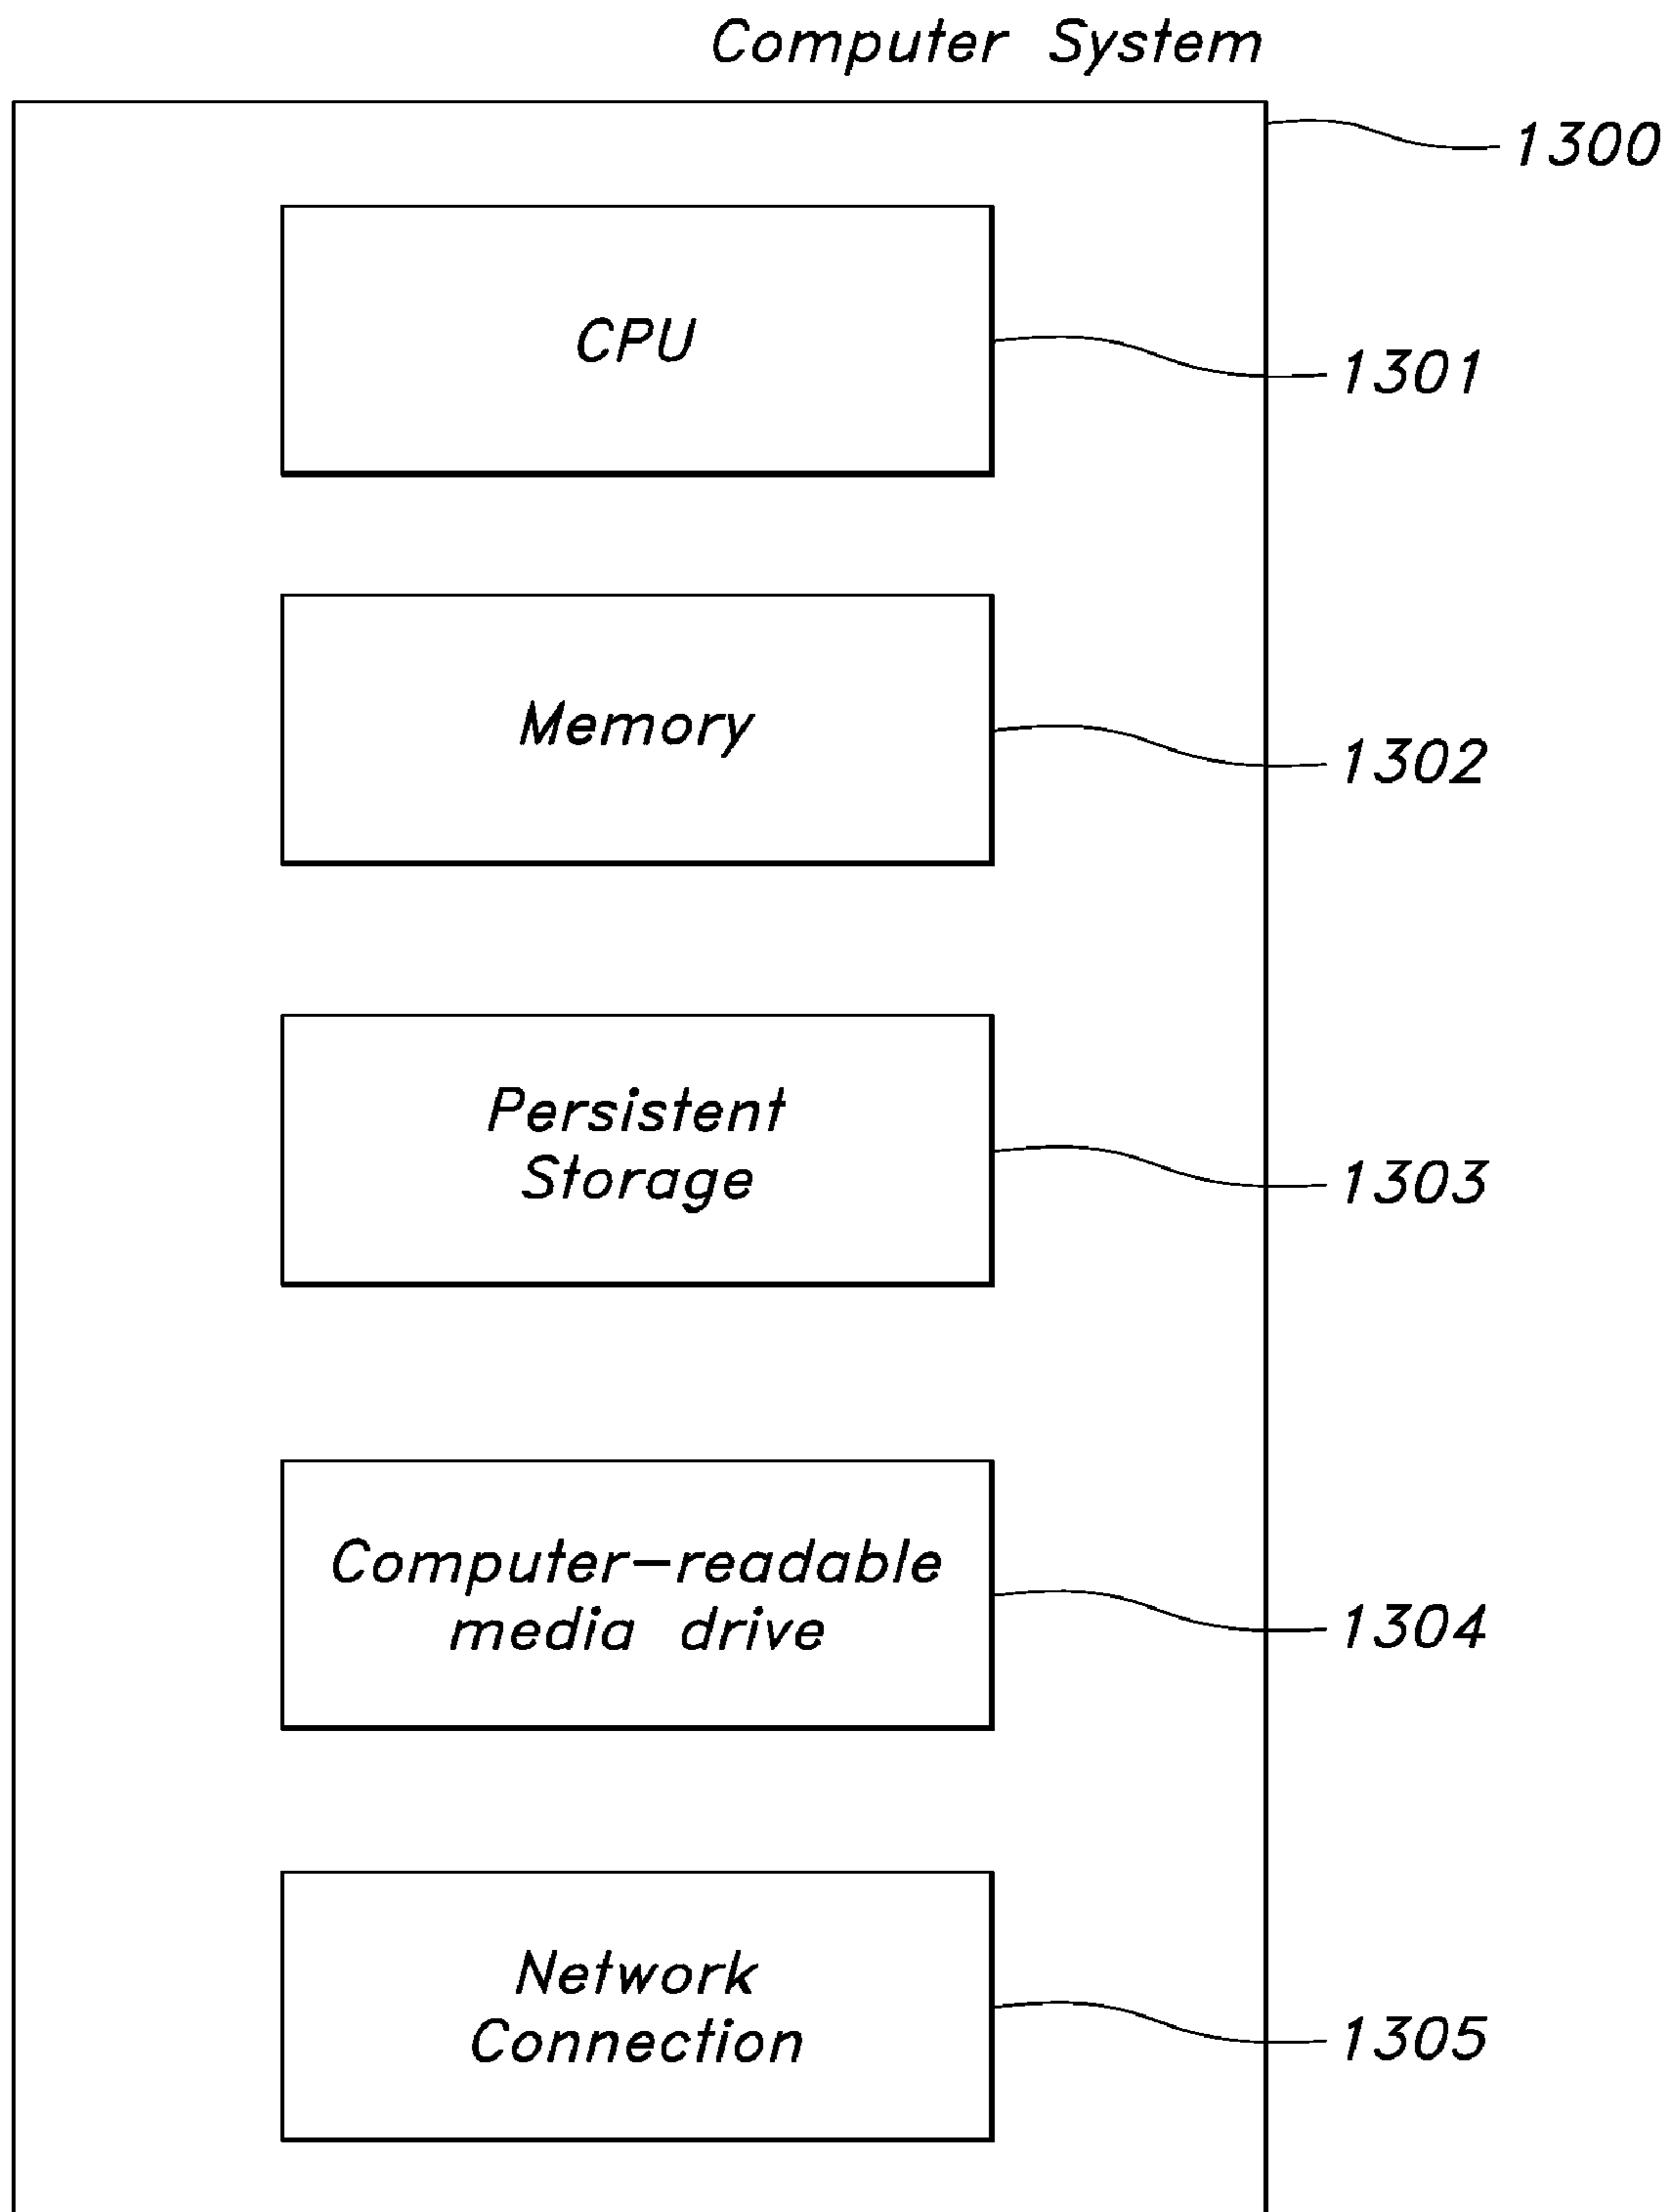 Computer System
1300
CPU
1301
Memory
1302
Persistent
Storage
1303
Computer-readable
media drive
1304
Network
Connection
1305